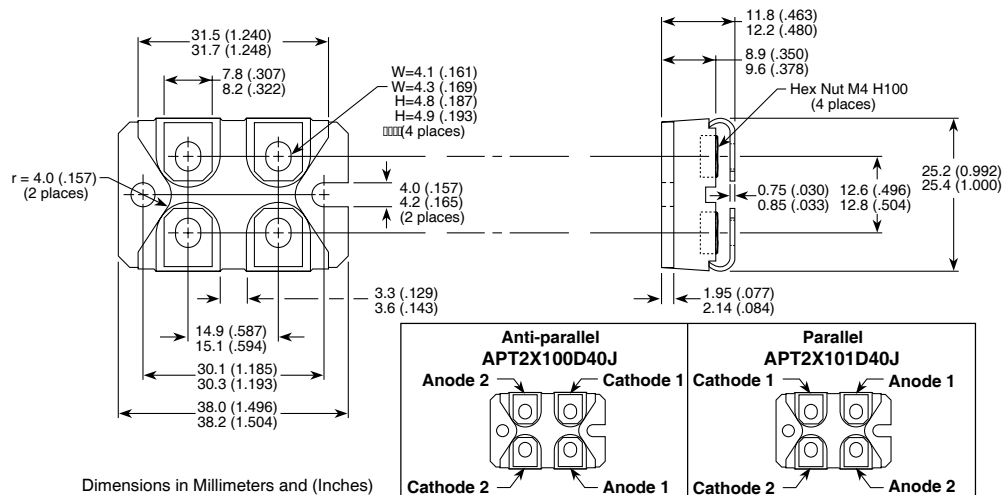 31.5 (1.240)
31.7 (1.248)
7.8 (.307)
8.2 (.322)
W=4.1 (.161)
W=4.3 (.169)
H=4.8 (.187)
H=4.9 (.193)
(4 places)
r = 4.0 (.157)
(2 places)
4.0 (.157)
4.2 (.165)
(2 places)
3.3 (.129)
3.6 (.143)
14.9 (.587)
15.1 (.594)
30.1 (1.185)
30.3 (1.193)
38.0 (1.496)
38.2 (1.504)
11.8 (.463)
12.2 (.480)
8.9 (.350)
9.6 (.378)
Hex Nut M4 H100
(4 places)
0.75 (.030)
0.85 (.033)
12.6 (.496)
12.8 (.504)
25.2 (0.992)
25.4 (1.000)
1.95 (.077)
2.14 (.084)
Anti-parallel
APT2X100D40J
Anode 2
Cathode 1
Cathode 2
Anode 1
Parallel
APT2X101D40J
Cathode 1
Anode 1
Cathode 2
Anode 2
Dimensions in Millimeters and (Inches)